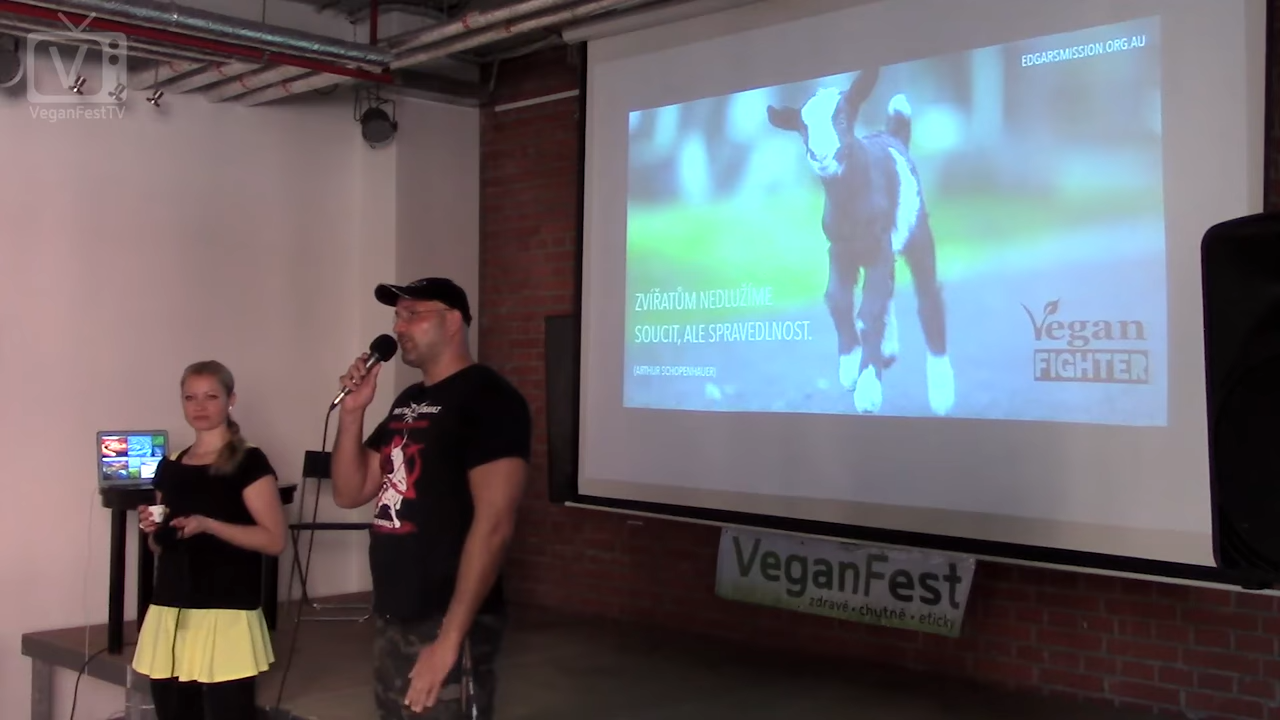 V
VeganFestTV
EDGARSMISSION.ORG.AU
ZVÍŘATŮM NEDLUŽÍME
SOUCIT, ALE SPRAVEDLNOST.
(ARTHUR SCHOPENHAUER)
Vegan
FIGHTER
VeganFest
zdravě • chutně • eticky